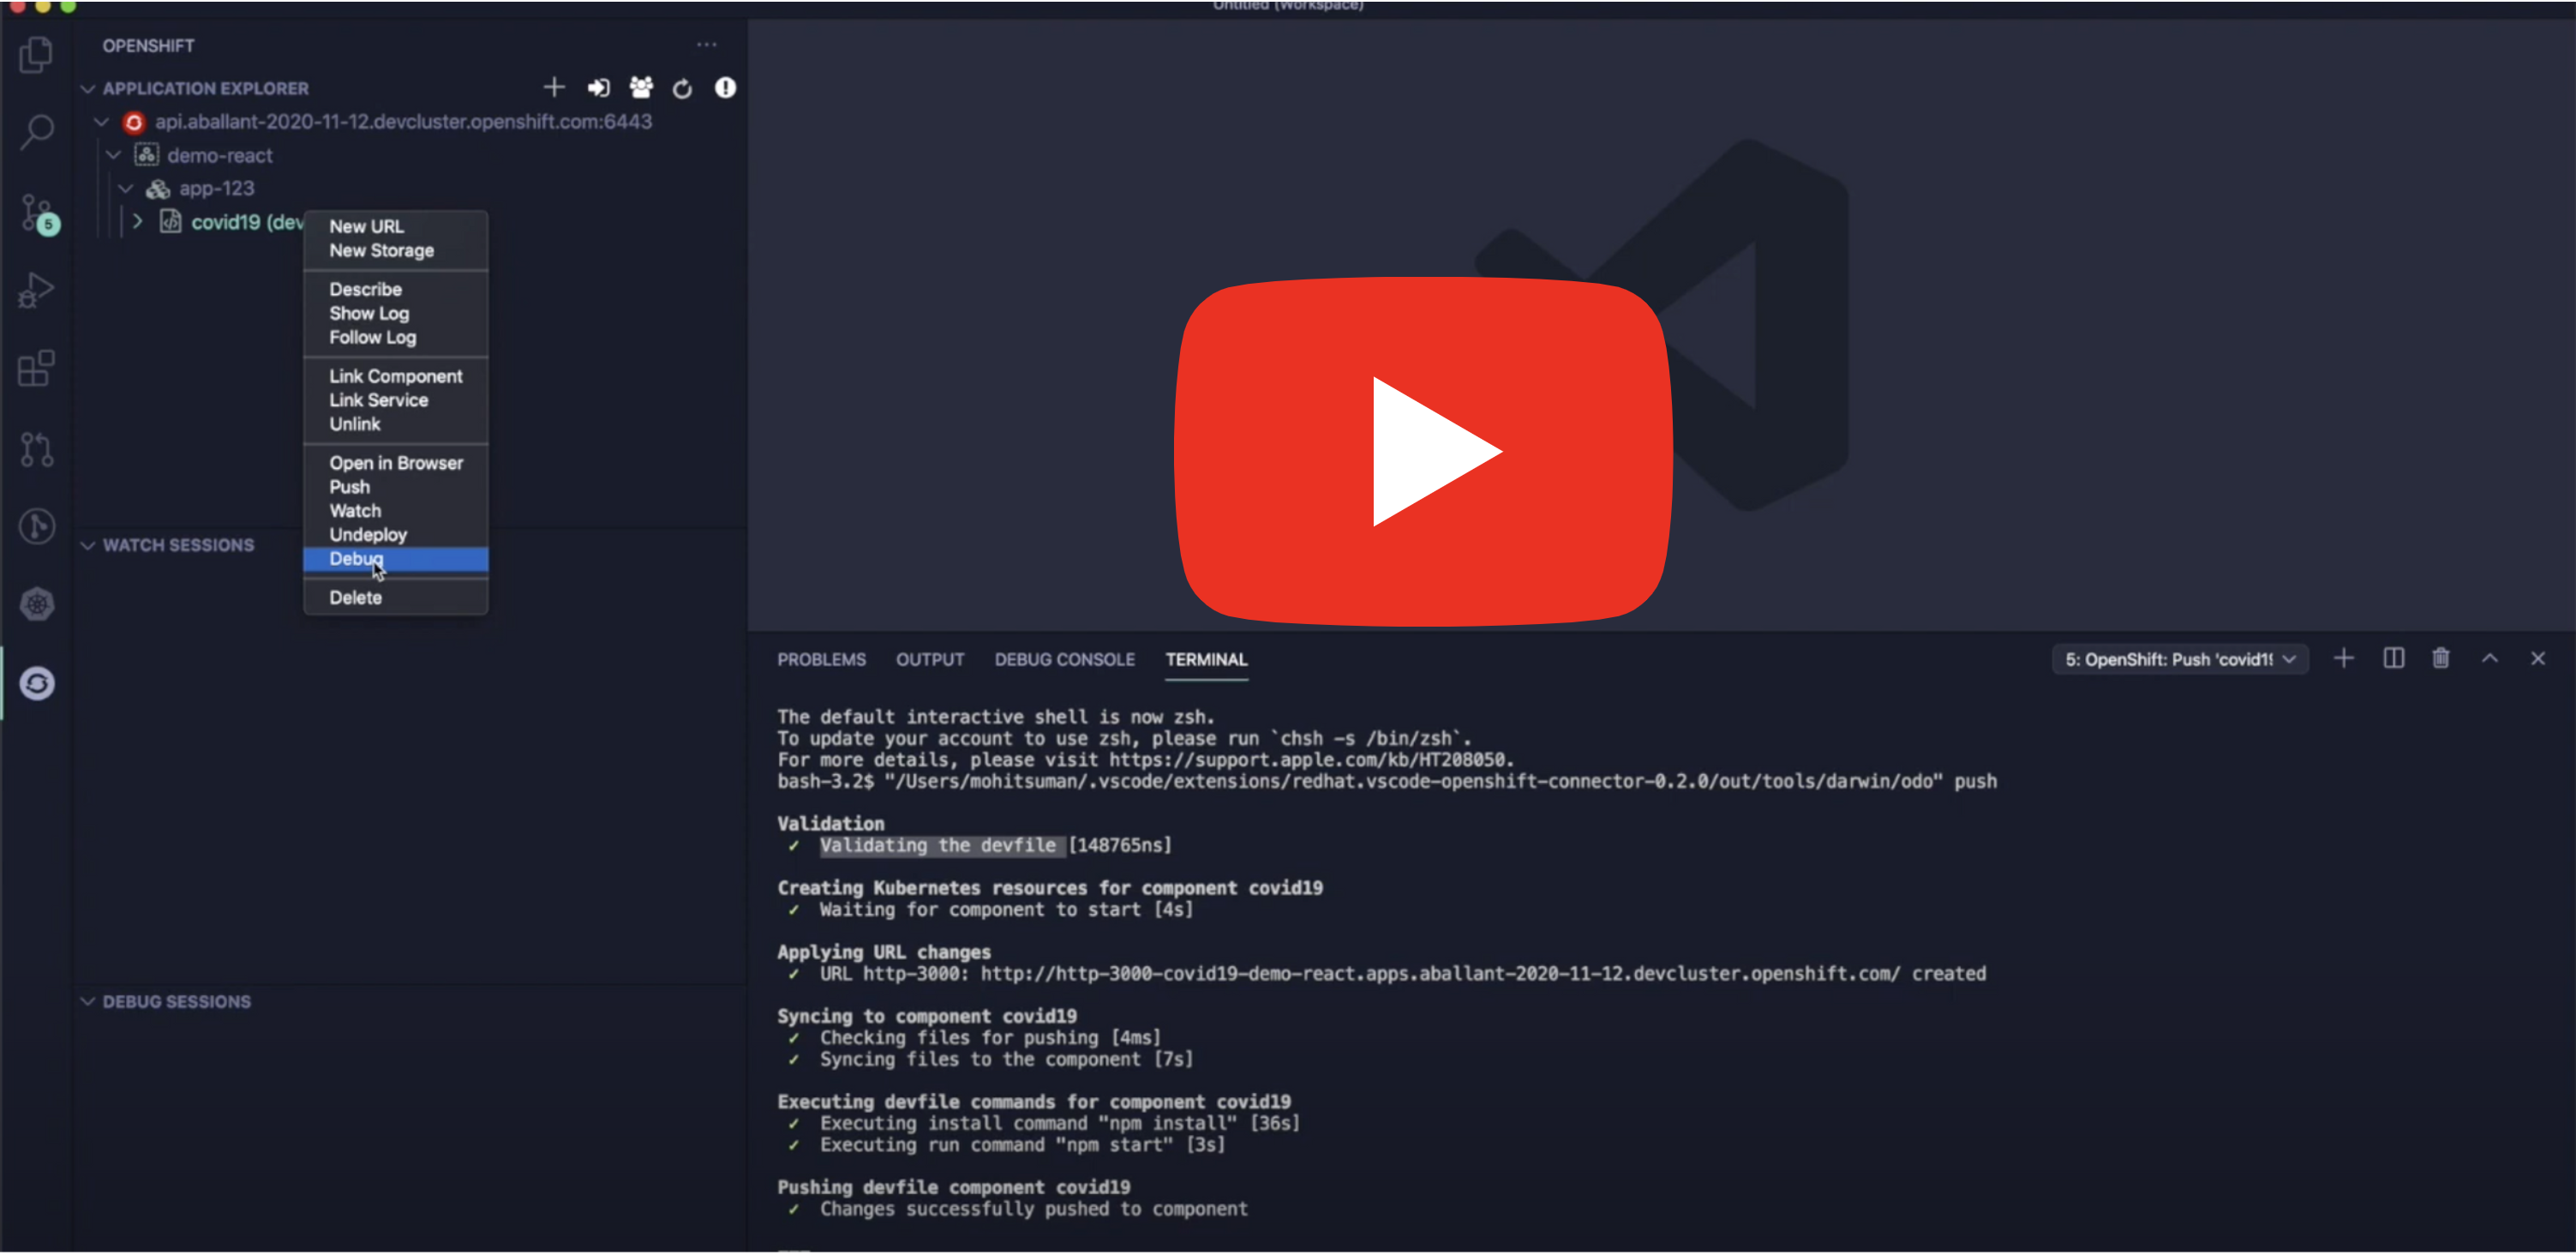 Untitled (Workspace)
OPENSHIFT
APPLICATION EXPLORER
api.aballant-2020-11-12.devcluster.openshift.com:6443
demo-react
app-123
covid19 (dev
5
New URL
New Storage
Describe
Show Log
Follow Log
Link Component
Link Service
Unlink
Open in Browser
Push
Watch
Undeploy
Debug
Delete
WATCH SESSIONS
DEBUG SESSIONS
PROBLEMS OUTPUT DEBUG CONSOLE TERMINAL
5: OpenShift: Push 'covid19
The default interactive shell is now zsh.
To update your account to use zsh, please run `chsh -s /bin/zsh`.
For more details, please visit https://support.apple.com/kb/HT208050.
bash-3.2$ "/Users/mohitsuman/.vscode/extensions/redhat.vscode-openshift-connector-0.2.0/out/tools/darwin/odo" push
Validation
✓ Validating the devfile [148765ns]
Creating Kubernetes resources for component covid19
✓ Waiting for component to start [4s]
Applying URL changes
✓ URL http-3000: http://http-3000-covid19-demo-react.apps.aballant-2020-11-12.devcluster.openshift.com/ created
Syncing to component covid19
✓ Checking files for pushing [4ms]
✓ Syncing files to the component [7s]
Executing devfile commands for component covid19
✓ Executing install command "npm install" [36s]
✓ Executing run command "npm start" [3s]
Pushing devfile component covid19
✓ Changes successfully pushed to component